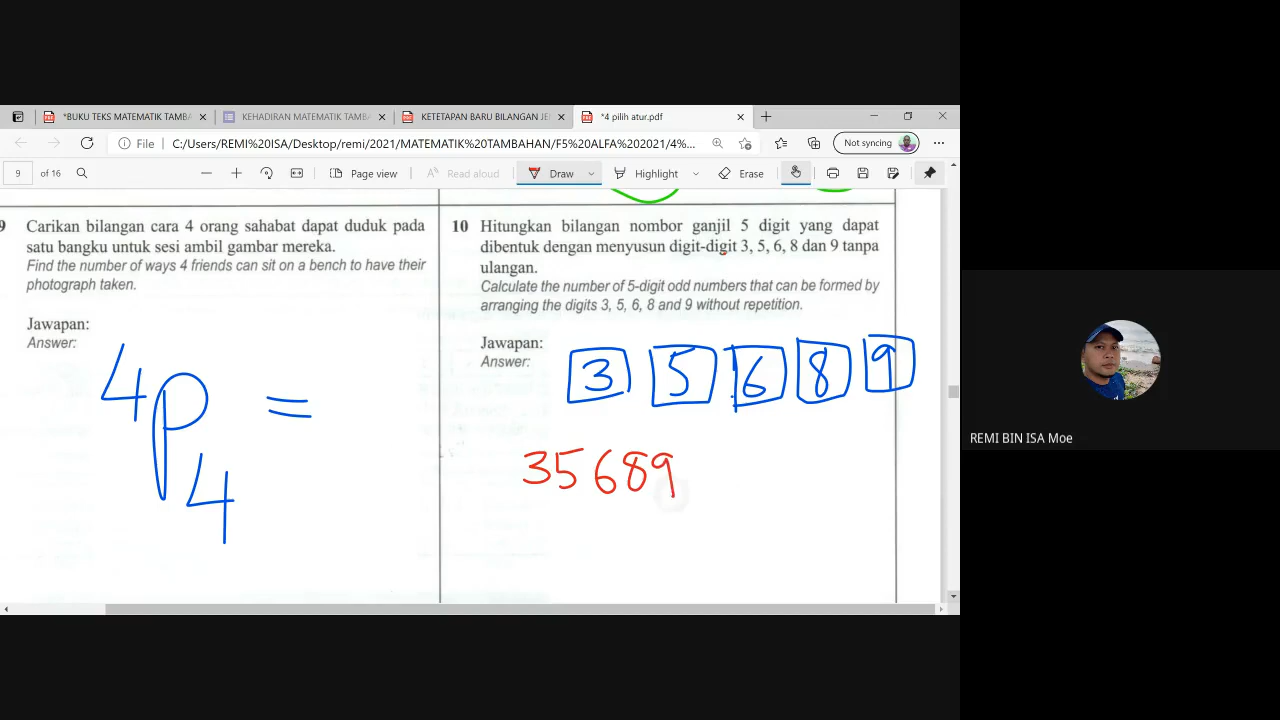 *BUKU TEKS MATEMATIK TAMBA
KEHADIRAN MATEMATIK TAMBA
KETETAPAN BARU BILANGAN JE
*4 pilih atur.pdf
File
C:/Users/REMI%20ISA/Desktop/remi/2021/MATEMATIK%20TAMBAHAN/F5%20ALFA%202021/4%...
Not syncing
9 of 16
Page view
Read aloud
Draw
Highlight
Erase
9 Carikan bilangan cara 4 orang sahabat dapat duduk pada
satu bangku untuk sesi ambil gambar mereka.
Find the number of ways 4 friends can sit on a bench to have their
photograph taken.
Jawapan:
Answer:
4P4 =
10 Hitungkan bilangan nombor ganjil 5 digit yang dapat
dibentuk dengan menyusun digit-digit 3, 5, 6, 8 dan 9 tanpa
ulangan.
Calculate the number of 5-digit odd numbers that can be formed by
arranging the digits 3, 5, 6, 8 and 9 without repetition.
Jawapan:
Answer:
3 5 6 8 9
35689
REMI BIN ISA Moe